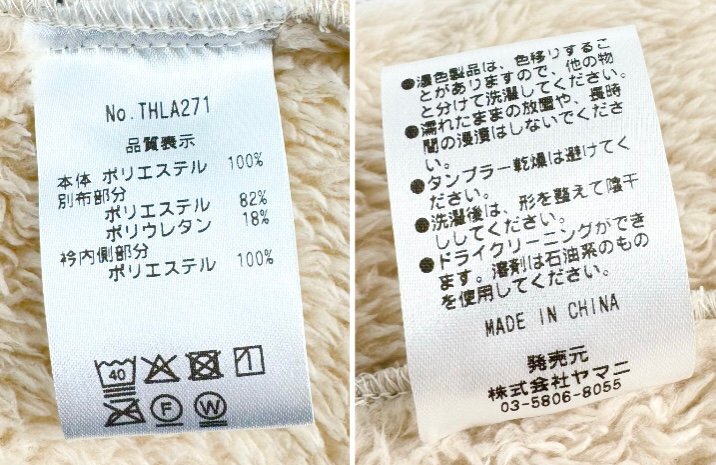 No.THLA271
品質表示
本体 ポリエステル 100%
別布部分
ポリエステル 82%
ポリウレタン 18%
衿内側部分
ポリエステル 100%
40
F W
●濃色製品は、色移りするこ
とがありますので、他の物
と分けて洗濯してください。
●濡れたままの放置や、長時
間の浸漬はしないでくださ
い。
●タンブラー乾燥は避けてく
ださい。
●洗濯後は、形を整えて陰干
ししてください。
●ドライクリーニングができ
ます。溶剤は石油系のもの
を使用してください。
MADE IN CHINA
発売元
株式会社ヤマニ
03-5806-8055